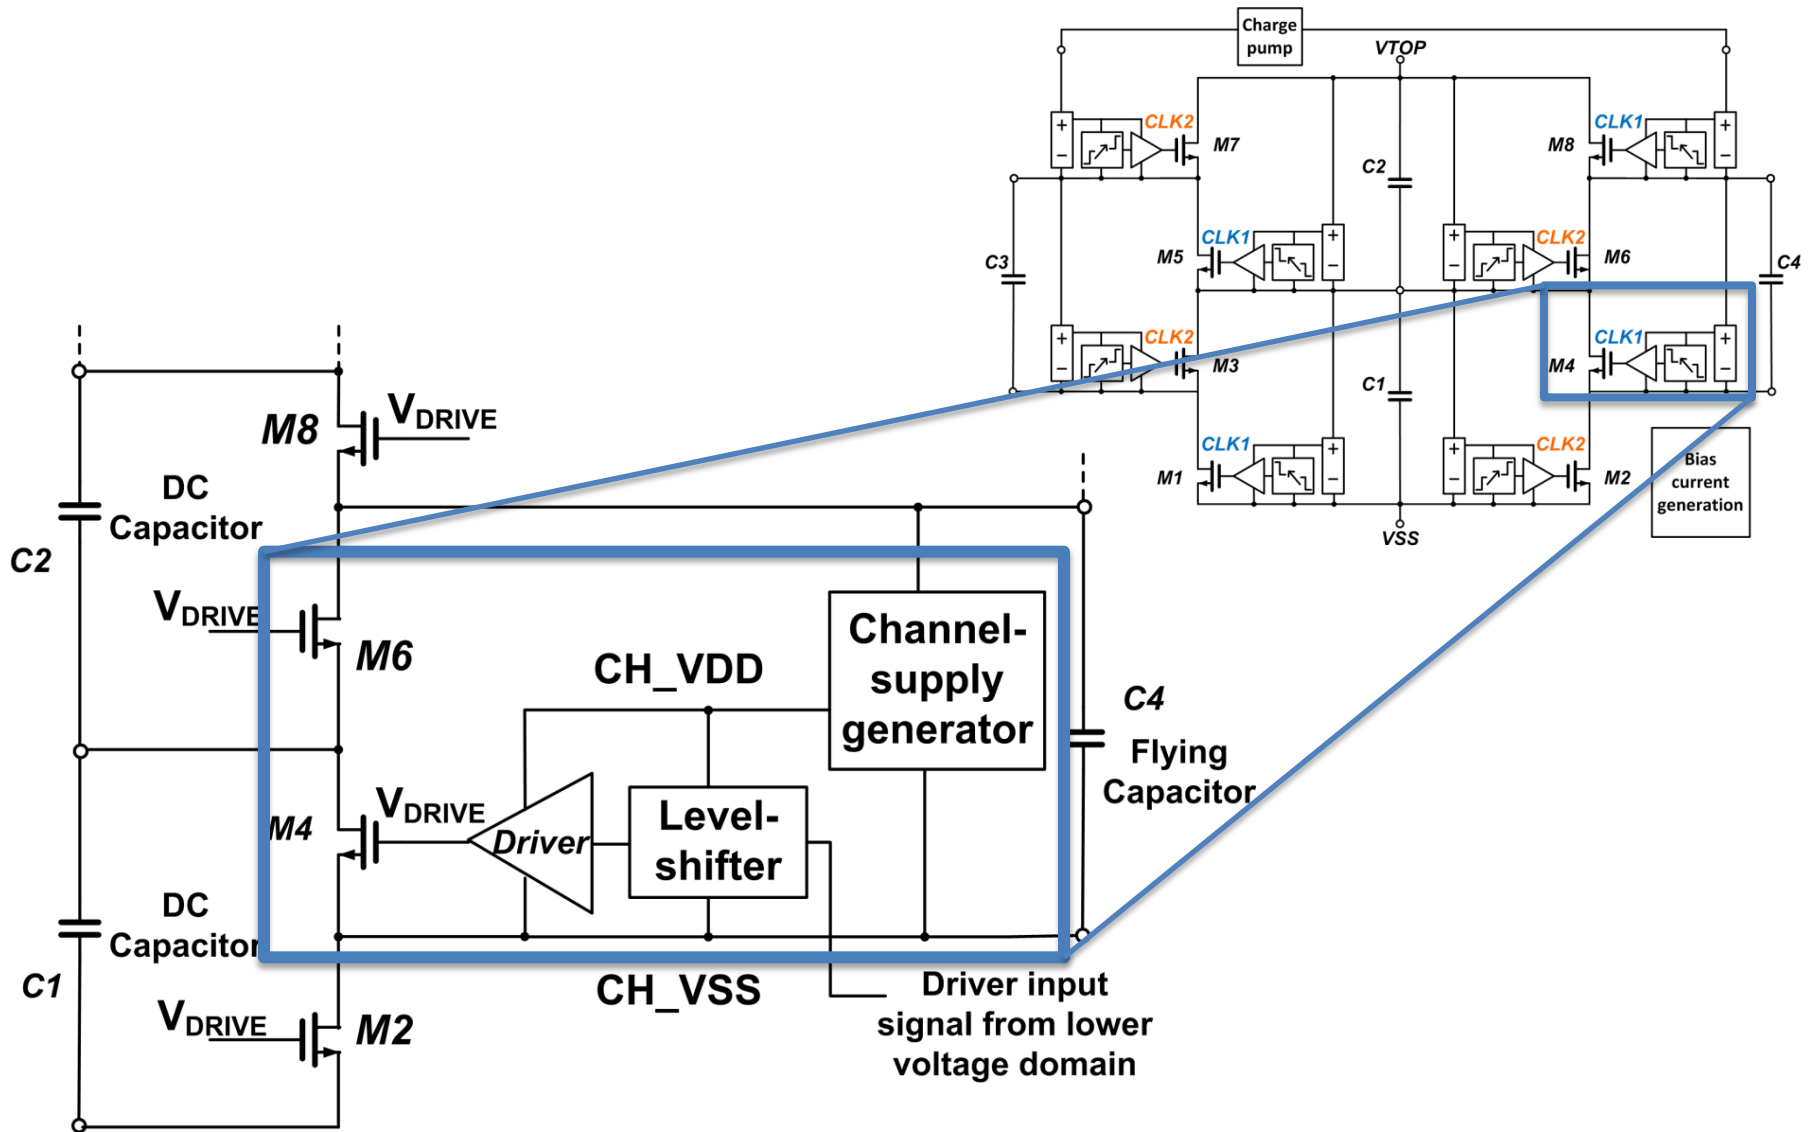 Charge
pump
VTOP
CLK2
M7
M8
CLK1
C2
CLK1
M5
CLK2
M6
C3
C4
CLK2
M3
C1
CLK1
M4
CLK1
M1
CLK2
M2
Bias
current
generation
VSS
M8
VDRIVE
DC
Capacitor
C2
VDRIVE
M6
CH_VDD
Channel-
supply
generator
C4
Flying
Capacitor
M4
VDRIVE
Driver
Level-
shifter
DC
Capacitor
C1
CH_VSS
Driver input
signal from lower
voltage domain
VDRIVE
M2